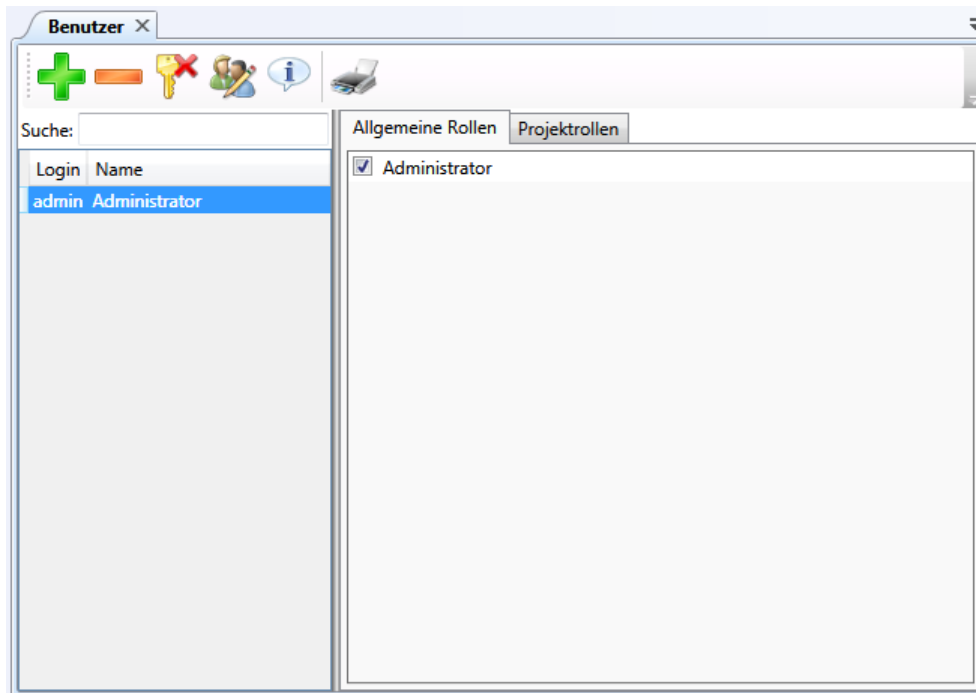 Benutzer
Suche:
Login Name
admin Administrator
Allgemeine Rollen Projektrollen
Administrator